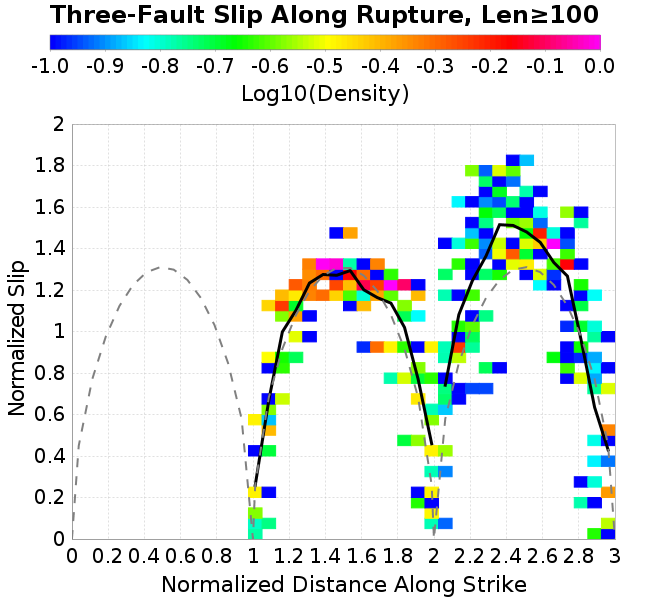 Three-Fault Slip Along Rupture, Len≥100
-1.0 -0.9 -0.8 -0.7 -0.6 -0.5 -0.4 -0.3 -0.2 -0.1 0.0
Log10(Density)
2
1.8
1.6
1.4
1.2
1
0.8
0.6
0.4
0.2
0
Normalized Slip
0 0.2 0.4 0.6 0.8 1 1.2 1.4 1.6 1.8 2 2.2 2.4 2.6 2.8 3
Normalized Distance Along Strike